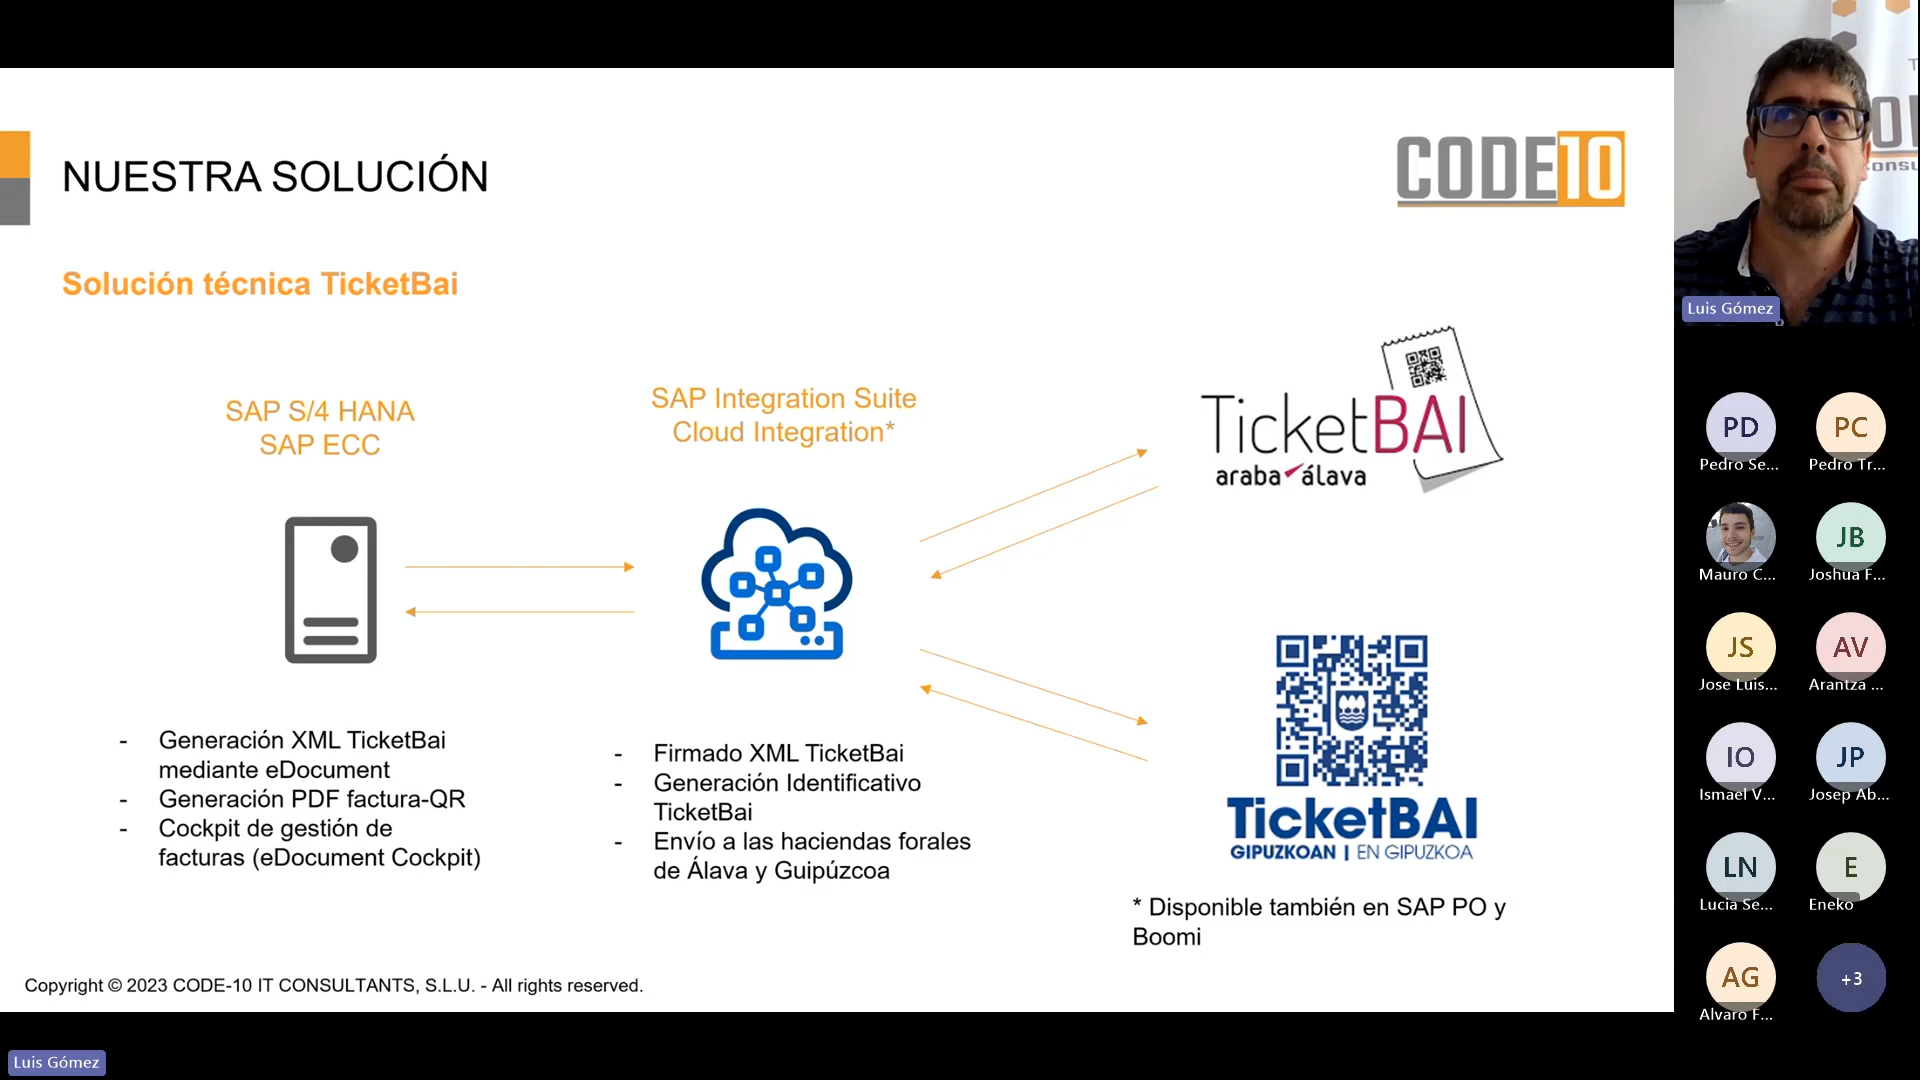 NUESTRA SOLUCIÓN
CODE10
Solución técnica TicketBai
SAP S/4 HANA
SAP ECC
SAP Integration Suite
Cloud Integration*
TicketBAI
araba álava
- Generación XML TicketBai
mediante eDocument
- Generación PDF factura-QR
- Cockpit de gestión de
facturas (eDocument Cockpit)
- Firmado XML TicketBai
- Generación Identificativo
TicketBai
- Envío a las haciendas forales
de Álava y Guipúzcoa
TicketBAI
GIPUZKOAN | EN GIPUZKOA
* Disponible también en SAP PO y
Boomi
Copyright © 2023 CODE-10 IT CONSULTANTS, S.L.U. - All rights reserved.
Luis Gómez
Luis Gómez
PD
PC
Pedro Se...
Pedro Tr...
JB
Mauro C...
Joshua F...
JS
AV
Jose Luis...
Arantza ...
IO
JP
Ismael V...
Josep Ab...
LN
E
Lucia Se...
Eneko
AG
+3
Alvaro F...